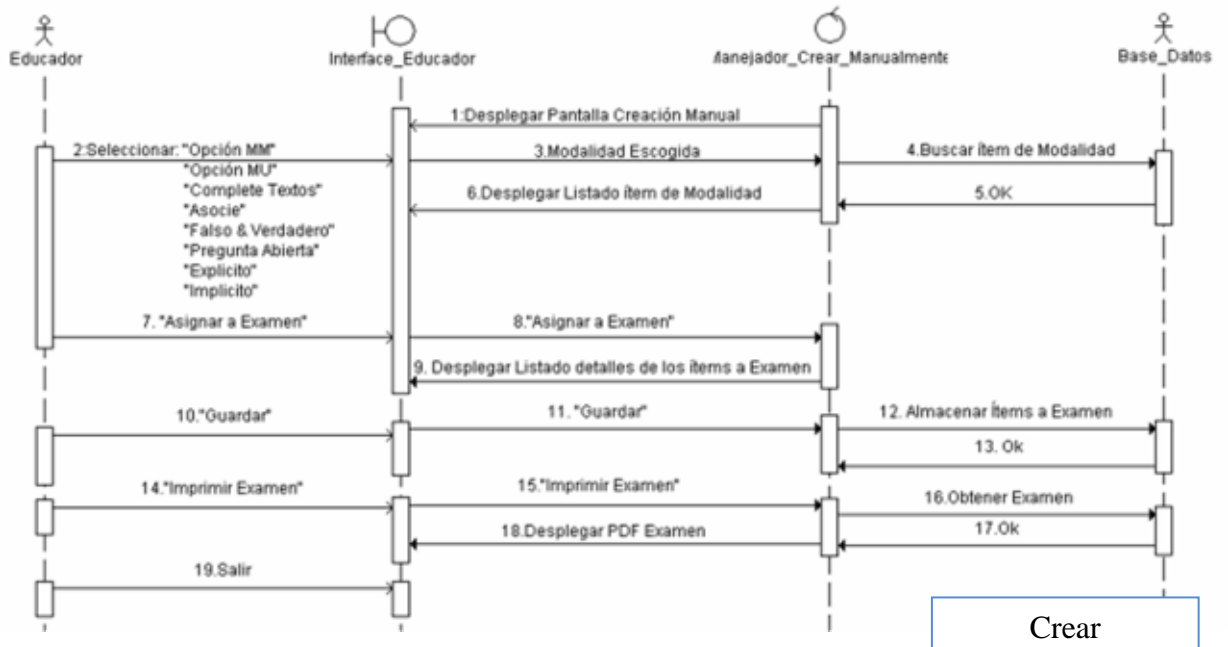 Educador
Interface_Educador
Manejador_Crear_Manualmente
Base_Datos
1:Desplegar Pantalla Creación Manual
2:Seleccionar: "Opción MM"
"Opción MU"
"Complete Textos"
"Asocie"
"Falso & Verdadero"
"Pregunta Abierta"
"Explicito"
"Implicito"
3.Modalidad Escogida
4.Buscar ítem de Modalidad
5.OK
6.Desplegar Listado ítem de Modalidad
7. "Asignar a Examen"
8."Asignar a Examen"
9. Desplegar Listado detalles de los ítems a Examen
10."Guardar"
11. "Guardar"
12. Almacenar Ítems a Examen
13. Ok
14."Imprimir Examen"
15."Imprimir Examen"
16.Obtener Examen
17.Ok
18.Desplegar PDF Examen
19.Salir
Crear